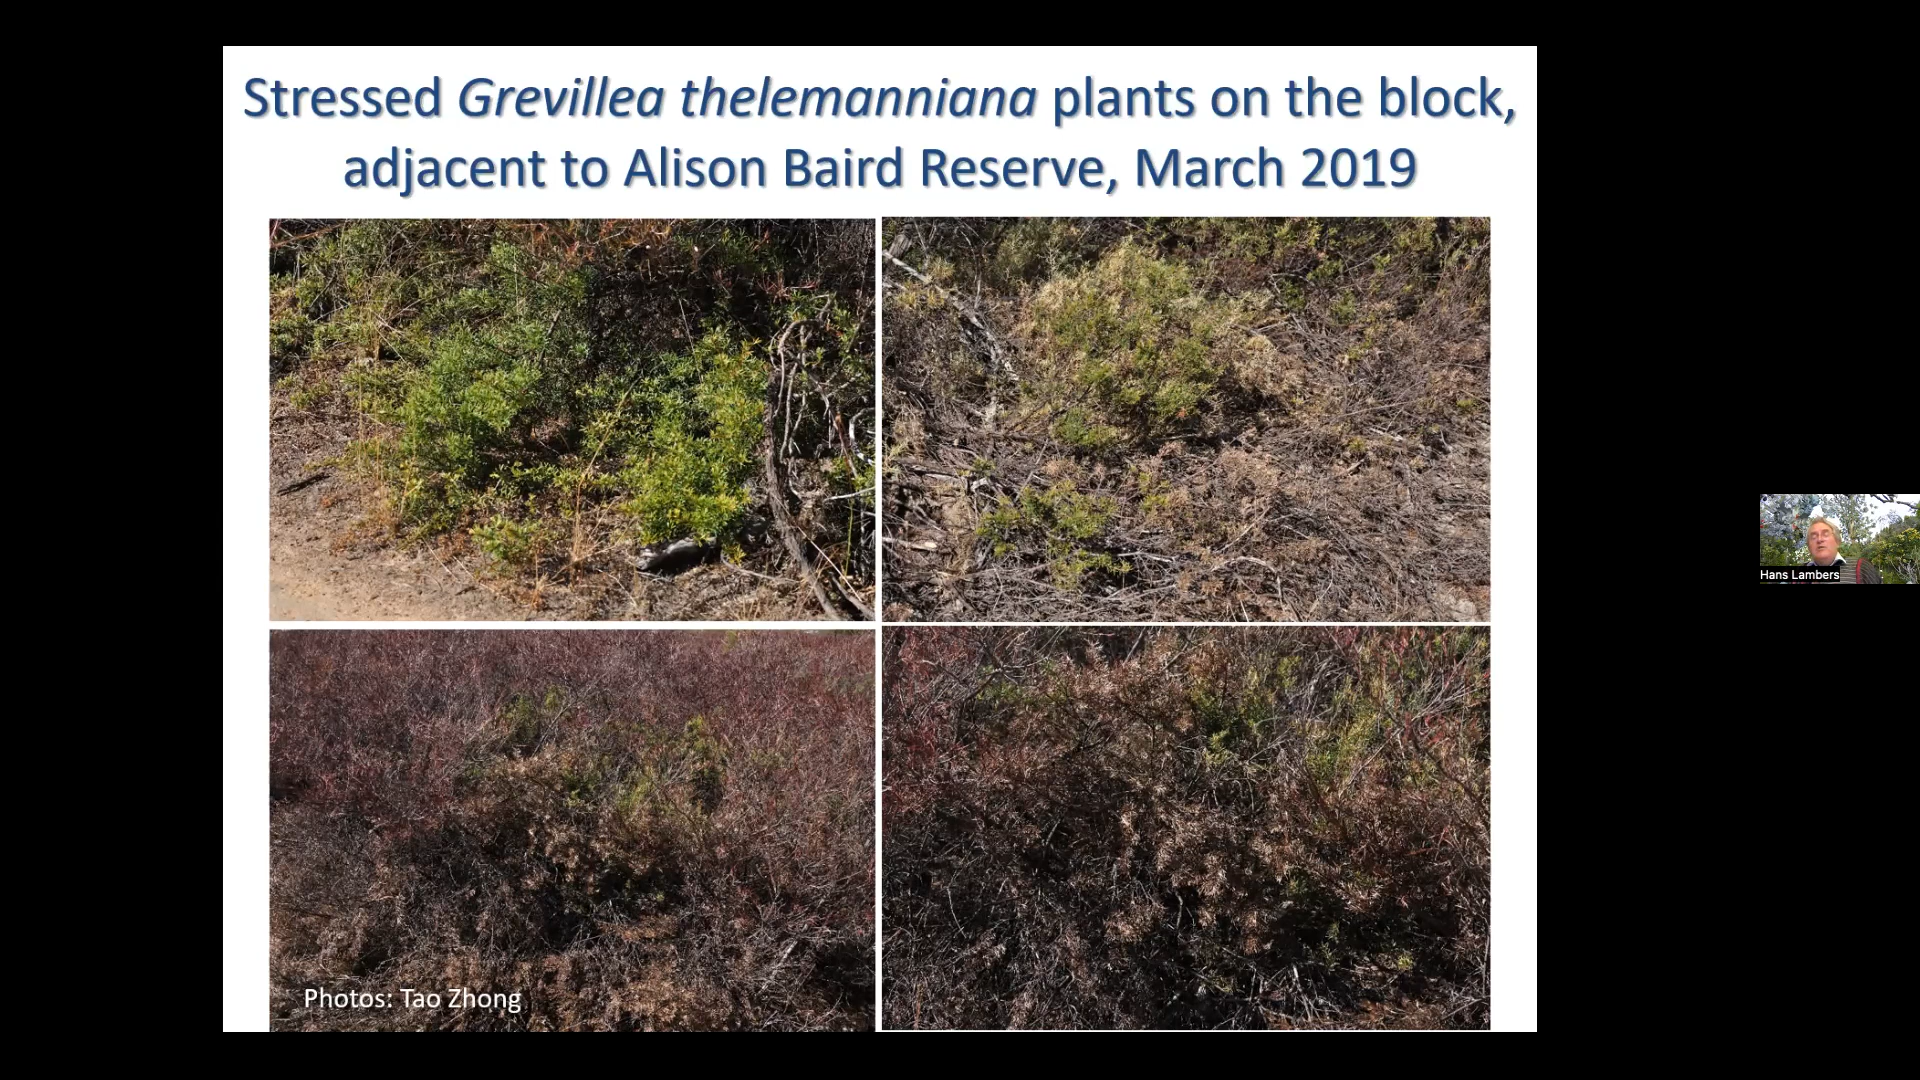 Stressed Grevillea thelemanniana plants on the block,
adjacent to Alison Baird Reserve, March 2019
Photos: Tao Zhong
Hans Lambers